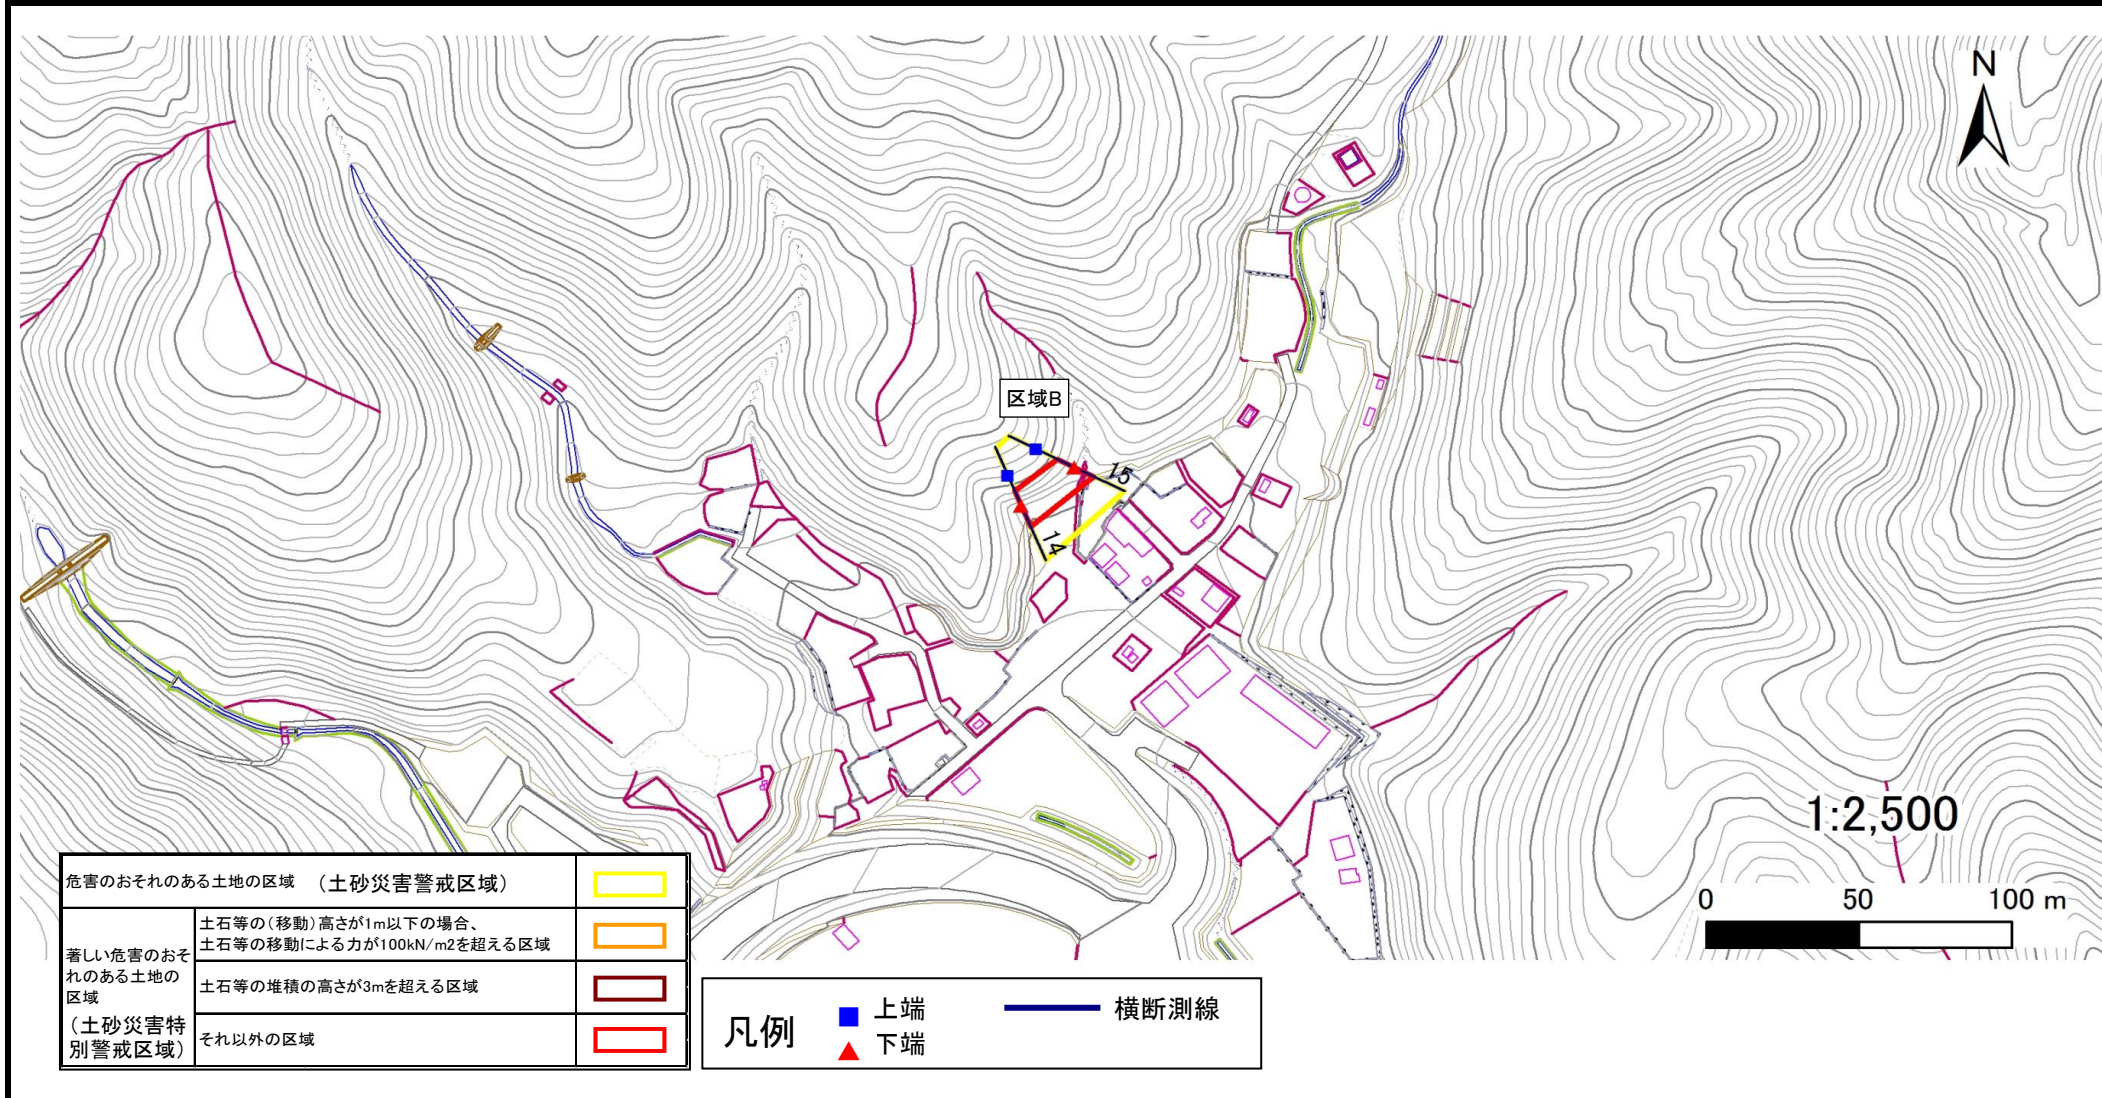 N
区域B
15
14
1:2,500
0 50 100 m
危害のおそれのある土地の区域 (土砂災害警戒区域)
著しい危害のおそ
れのある土地の
区域
(土砂災害特
別警戒区域)
土石等の(移動)高さが1m以下の場合、
土石等の移動による力が100kN/m2を超える区域
土石等の堆積の高さが3mを超える区域
それ以外の区域
凡例
上端
下端
横断測線